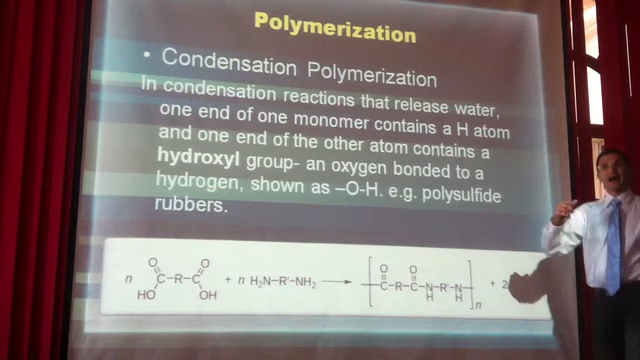 Polymerization
• Condensation Polymerization
In condensation reactions that release water,
one end of one monomer contains a H atom
and one end of the other atom contains a
hydroxyl group- an oxygen bonded to a
hydrogen, shown as –O-H. e.g. polysulfide
rubbers.
O O O O
n C–R–C + n H₂N–R'–NH₂ → [ C–R–C–N–R'–N ]n + 2
HO OH H H